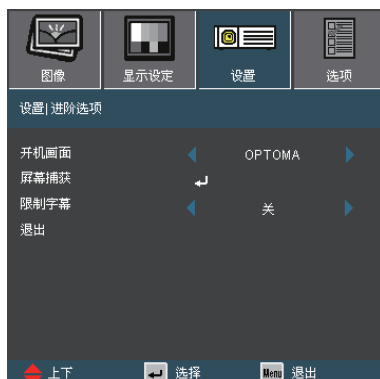 图像 显示设定 设置 选项
设置|进阶选项
开机画面 OPTOMA
屏幕捕获
限制字幕 关
退出
上下 选择 Menu 退出